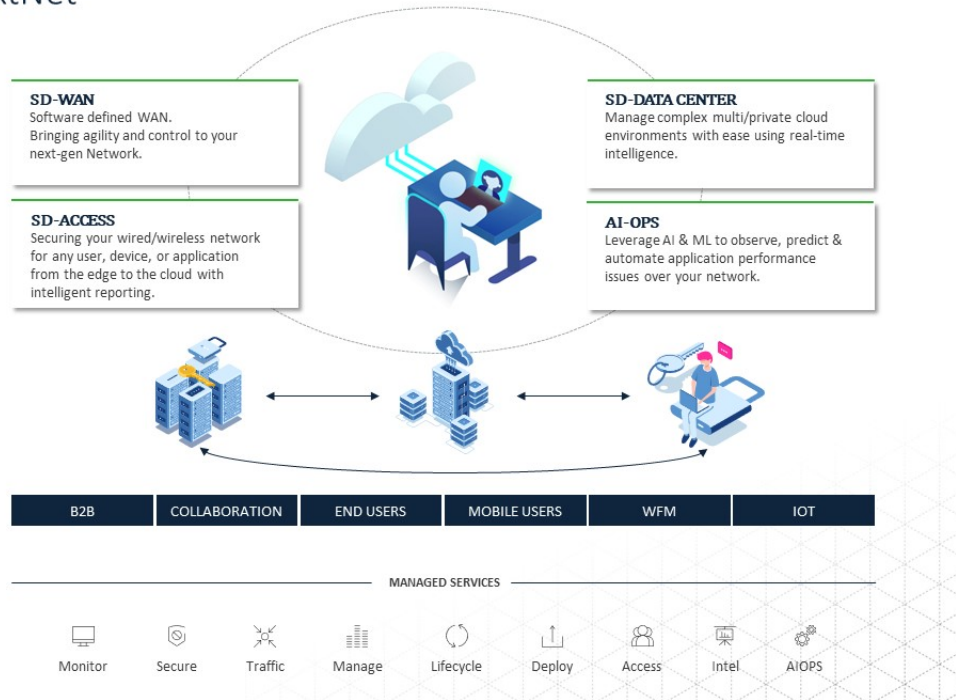 SD-WAN
Software defined WAN.
Bringing agility and control to your
next-gen Network.
SD-ACCESS
Securing your wired/wireless network
for any user, device, or application
from the edge to the cloud with
intelligent reporting.
SD-DATA CENTER
Manage complex multi/private cloud
environments with ease using real-time
intelligence.
AI-OPS
Leverage AI & ML to observe, predict &
automate application performance
issues over your network.
B2B
COLLABORATION
END USERS
MOBILE USERS
WFM
IOT
MANAGED SERVICES
Monitor
Secure
Traffic
Manage
Lifecycle
Deploy
Access
Intel
AIOPS